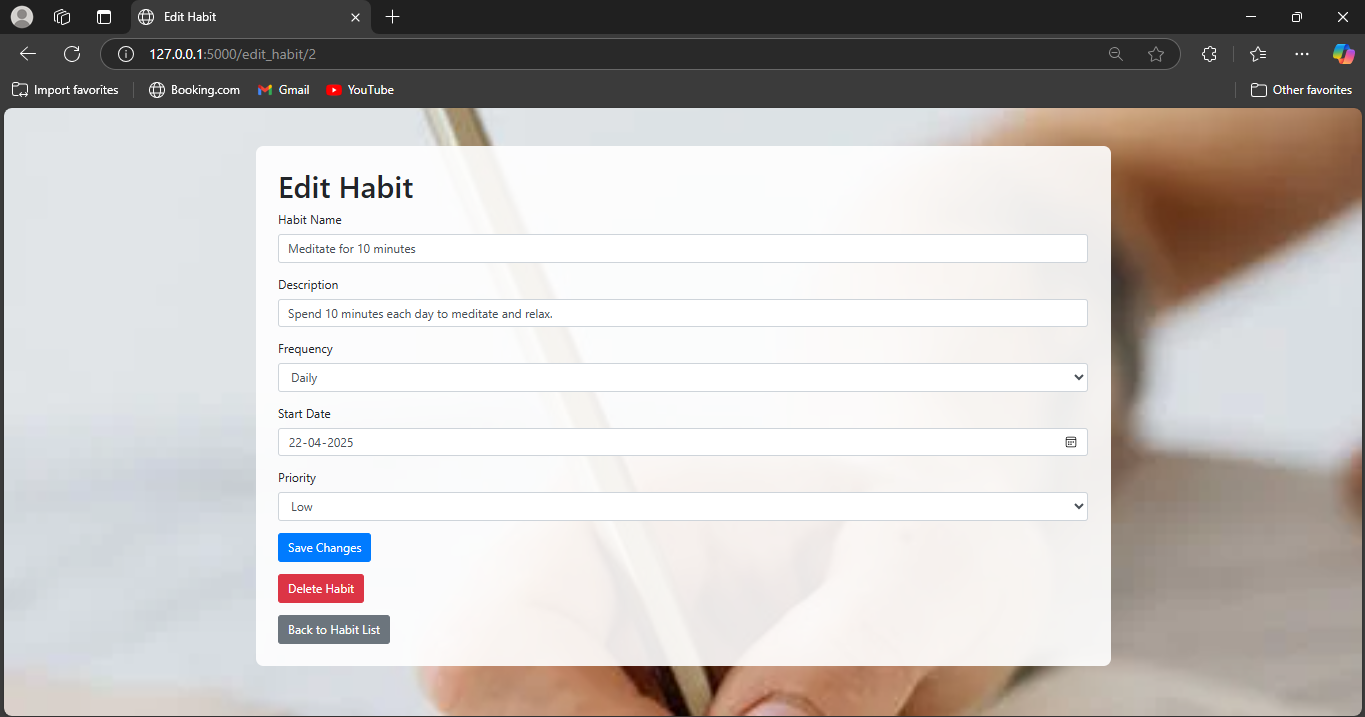 Edit Habit
127.0.0.1:5000/edit_habit/2
Import favorites Booking.com Gmail YouTube Other favorites
Edit Habit
Habit Name
Meditate for 10 minutes
Description
Spend 10 minutes each day to meditate and relax.
Frequency
Daily
Start Date
22-04-2025
Priority
Low
Save Changes
Delete Habit
Back to Habit List